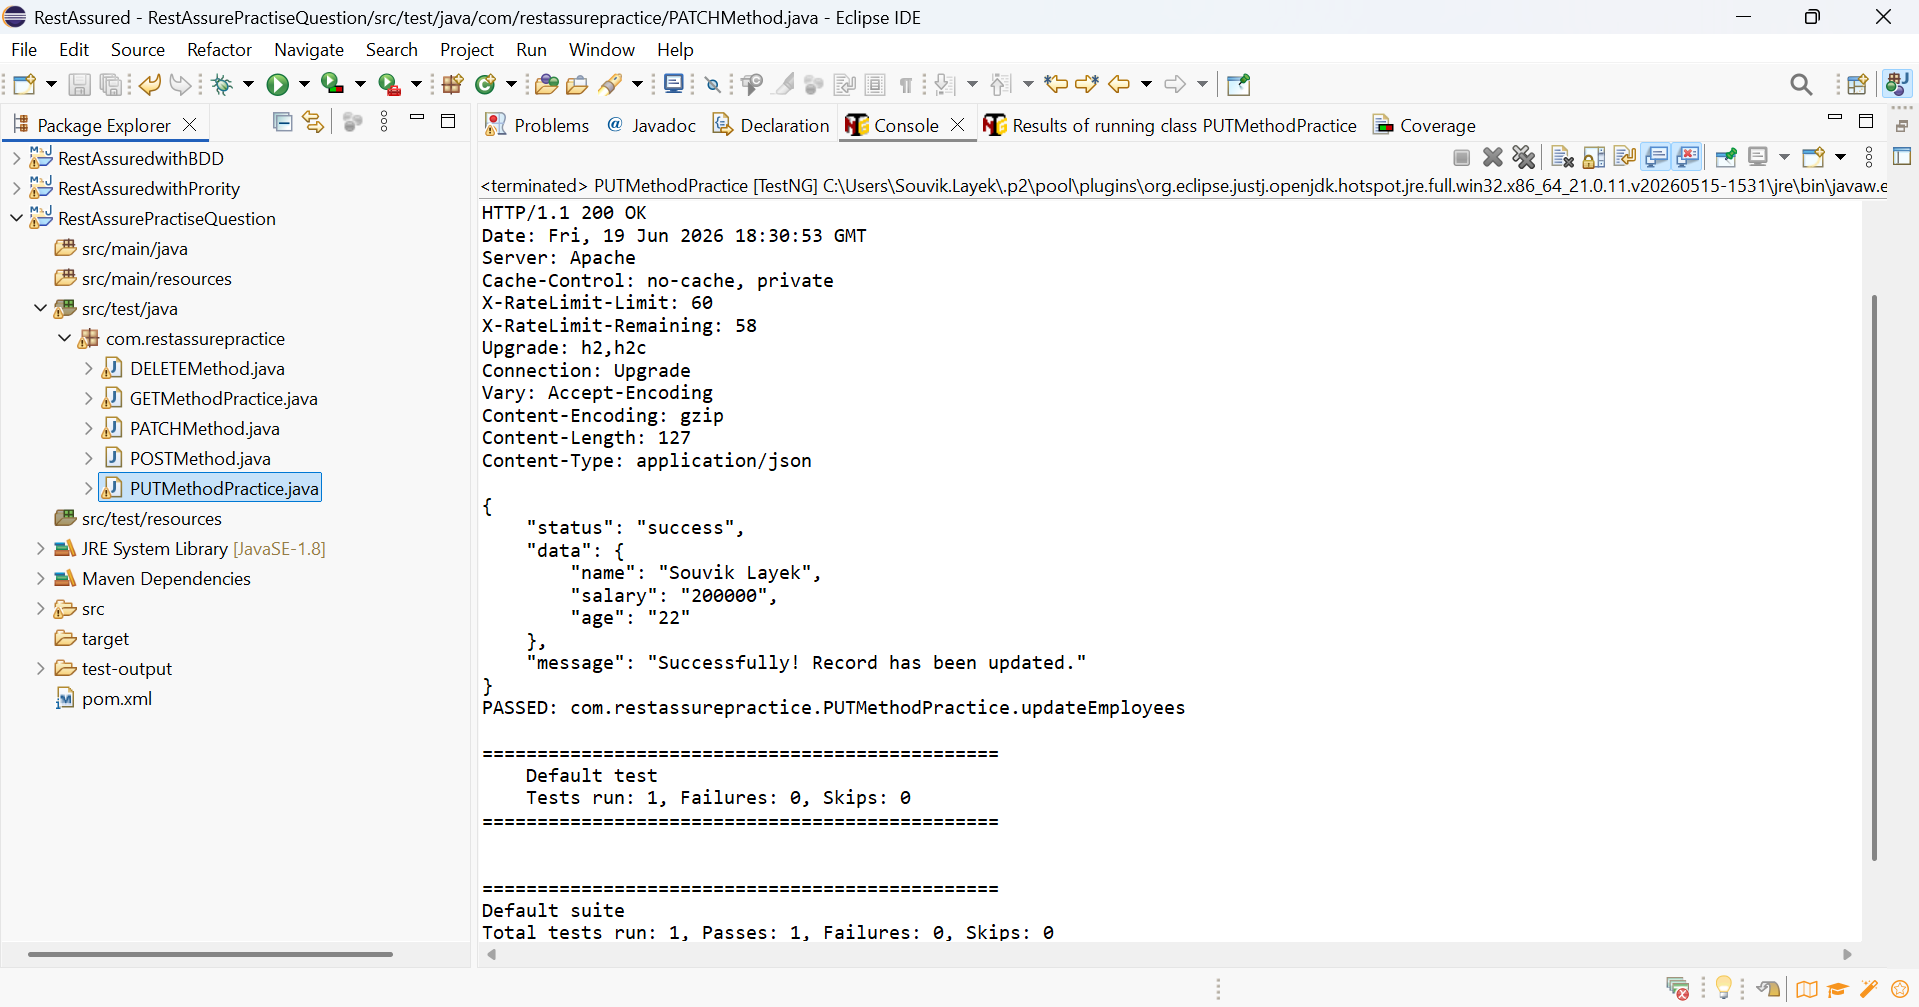 RestAssured - RestAssurePractiseQuestion/src/test/java/com/restassurepractice/PATCHMethod.java - Eclipse IDE
File Edit Source Refactor Navigate Search Project Run Window Help
Package Explorer
RestAssuredwithBDD
RestAssuredwithPrority
RestAssurePractiseQuestion
src/main/java
src/main/resources
src/test/java
com.restassurepractice
DELETEMethod.java
GETMethodPractice.java
PATCHMethod.java
POSTMethod.java
PUTMethodPractice.java
src/test/resources
JRE System Library [JavaSE-1.8]
Maven Dependencies
src
target
test-output
pom.xml
Problems @ Javadoc Declaration Console Results of running class PUTMethodPractice Coverage
<terminated> PUTMethodPractice [TestNG] C:\Users\Souvik.Layek\.p2\pool\plugins\org.eclipse.justj.openjdk.hotspot.jre.full.win32.x86_64_21.0.11.v20260515-1531\jre\bin\javaw.e
HTTP/1.1 200 OK
Date: Fri, 19 Jun 2026 18:30:53 GMT
Server: Apache
Cache-Control: no-cache, private
X-RateLimit-Limit: 60
X-RateLimit-Remaining: 58
Upgrade: h2,h2c
Connection: Upgrade
Vary: Accept-Encoding
Content-Encoding: gzip
Content-Length: 127
Content-Type: application/json
{
    "status": "success",
    "data": {
        "name": "Souvik Layek",
        "salary": "200000",
        "age": "22"
    },
    "message": "Successfully! Record has been updated."
}
PASSED: com.restassurepractice.PUTMethodPractice.updateEmployees
===============================================
    Default test
    Tests run: 1, Failures: 0, Skips: 0
===============================================
===============================================
Default suite
Total tests run: 1, Passes: 1, Failures: 0, Skips: 0